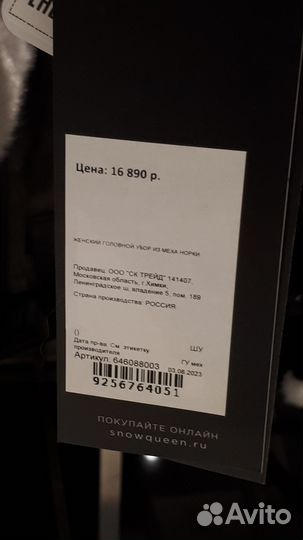 Цена: 16 890 р.
ЖЕНСКИЙ ГОЛОВНОЙ УБОР ИЗ МЕХА НОРКИ
Продавец: ООО "СК ТРЕЙД" 141407,
Московская область, г.Химки,
Ленинградское ш, владение 5, пом. 189
Страна производства: РОССИЯ
()
ШУ
Дата пр-ва: См. этикетку
производителя
ГУ мех
Артикул: 646088003
03.08.2023
9256764051
ПОКУПАЙТЕ ОНЛАЙН
snowqueen.ru
Avito